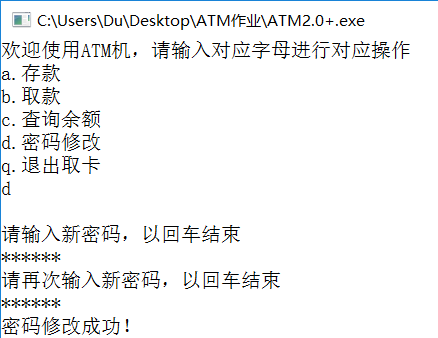 C:\Users\Du\Desktop\ATM作业\ATM2.0+.exe
欢迎使用ATM机，请输入对应字母进行对应操作
a.存款
b.取款
c.查询余额
d.密码修改
q.退出取卡
d
请输入新密码，以回车结束
******
请再次输入新密码，以回车结束
******
密码修改成功！